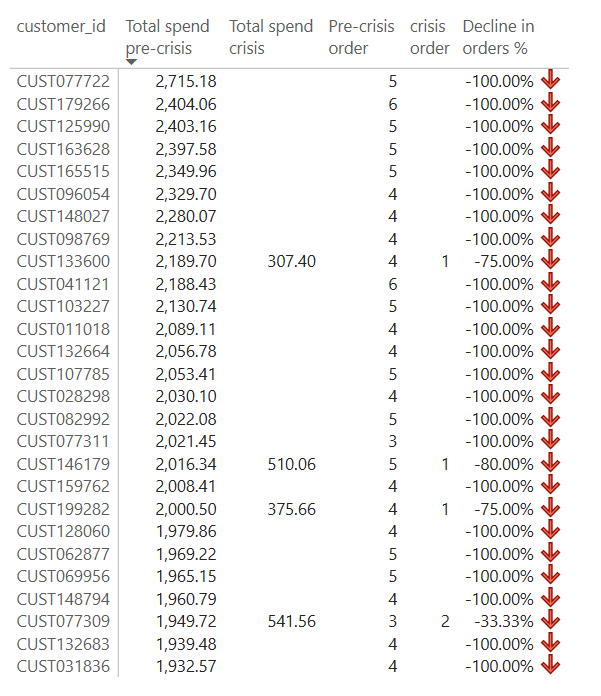 customer_id Total spend pre-crisis Total spend crisis Pre-crisis order crisis order Decline in orders %
CUST077722 2,715.18 5 -100.00%
CUST179266 2,404.06 6 -100.00%
CUST125990 2,403.16 5 -100.00%
CUST163628 2,397.58 5 -100.00%
CUST165515 2,349.96 5 -100.00%
CUST096054 2,329.70 4 -100.00%
CUST148027 2,280.07 4 -100.00%
CUST098769 2,213.53 4 -100.00%
CUST133600 2,189.70 307.40 4 1 -75.00%
CUST041121 2,188.43 6 -100.00%
CUST103227 2,130.74 5 -100.00%
CUST011018 2,089.11 4 -100.00%
CUST132664 2,056.78 4 -100.00%
CUST107785 2,053.41 5 -100.00%
CUST028298 2,030.10 4 -100.00%
CUST082992 2,022.08 5 -100.00%
CUST077311 2,021.45 3 -100.00%
CUST146179 2,016.34 510.06 5 1 -80.00%
CUST159762 2,008.41 4 -100.00%
CUST199282 2,000.50 375.66 4 1 -75.00%
CUST128060 1,979.86 4 -100.00%
CUST062877 1,969.22 5 -100.00%
CUST069956 1,965.15 5 -100.00%
CUST148794 1,960.79 4 -100.00%
CUST077309 1,949.72 541.56 3 2 -33.33%
CUST132683 1,939.48 4 -100.00%
CUST031836 1,932.57 4 -100.00%